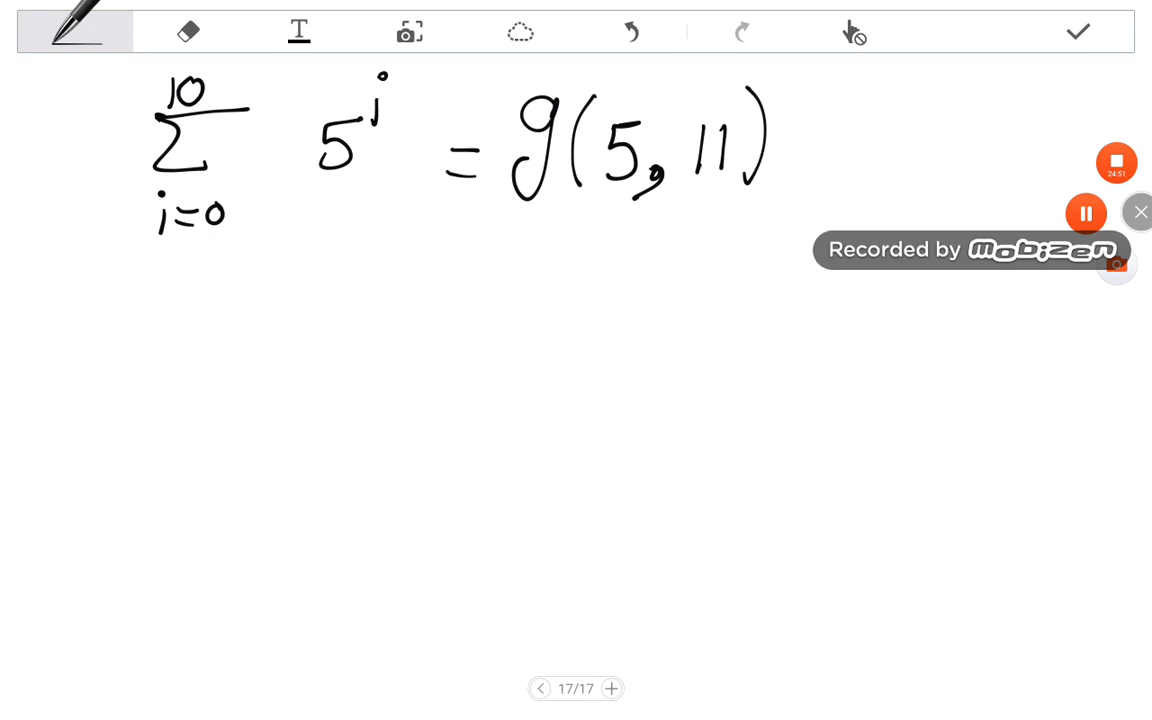 T
10
∑ 5^i = g(5, 11)
i=0
24:51
Recorded by mobizen
17/17